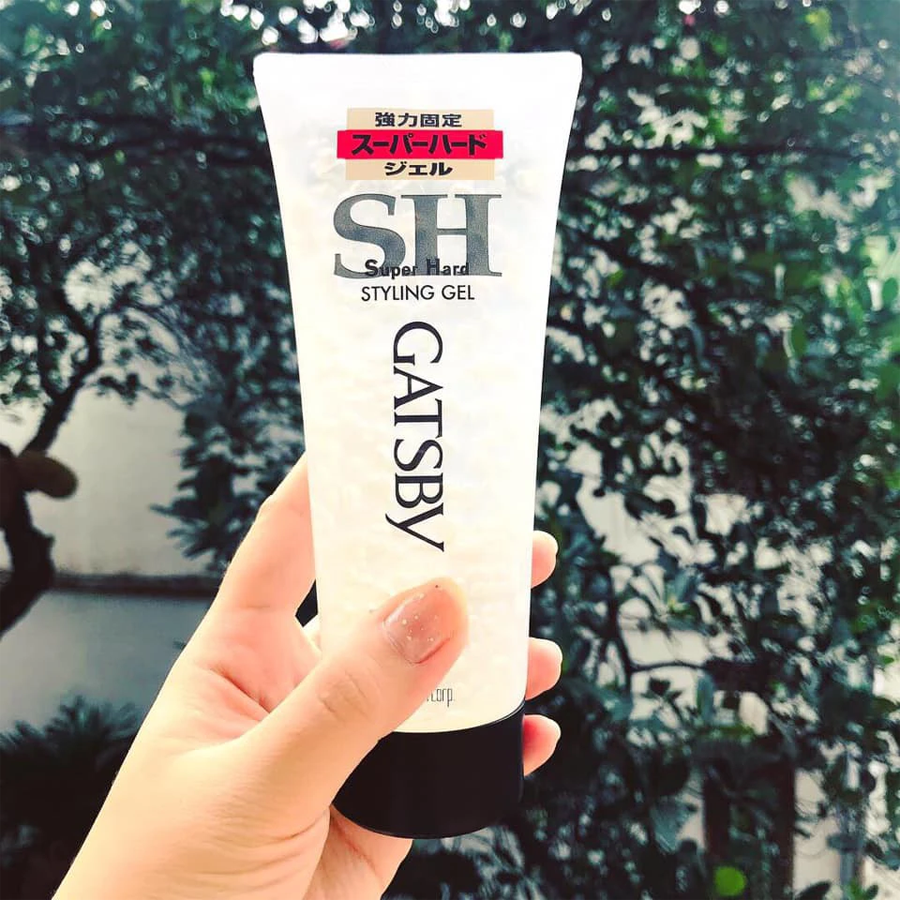 強力固定
スーパーハード
ジェル
SH
Super Hard
STYLING GEL
GATSBY
corp.